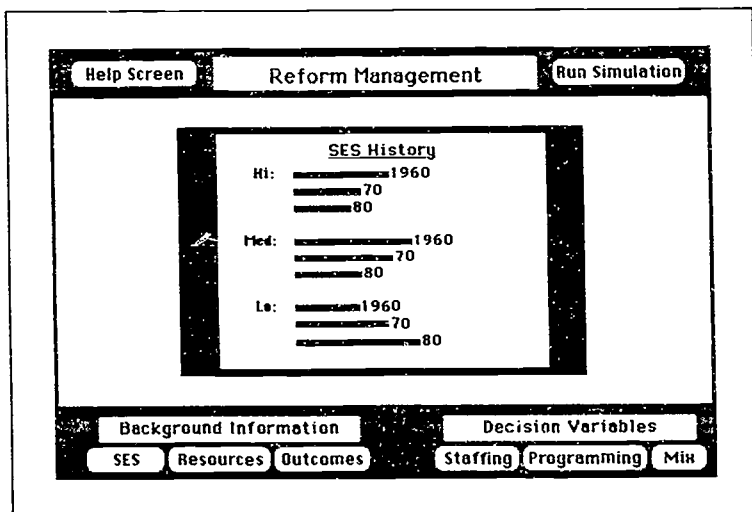 Help Screen Reform Management Run Simulation
SES History
Hi: 1960
70
80
Med: 1960
70
80
Lo: 1960
70
80
Background Information Decision Variables
SES Resources Outcomes Staffing Programming Mix